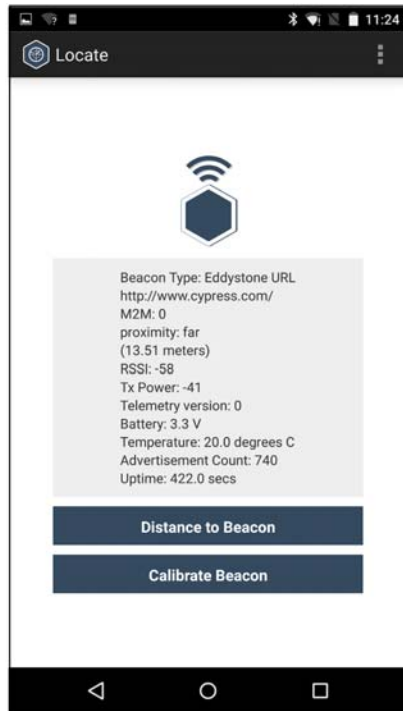 11:24
Locate
Beacon Type: Eddystone URL
http://www.cypress.com/
M2M: 0
proximity: far
(13.51 meters)
RSSI: -58
Tx Power: -41
Telemetry version: 0
Battery: 3.3 V
Temperature: 20.0 degrees C
Advertisement Count: 740
Uptime: 422.0 secs
Distance to Beacon
Calibrate Beacon